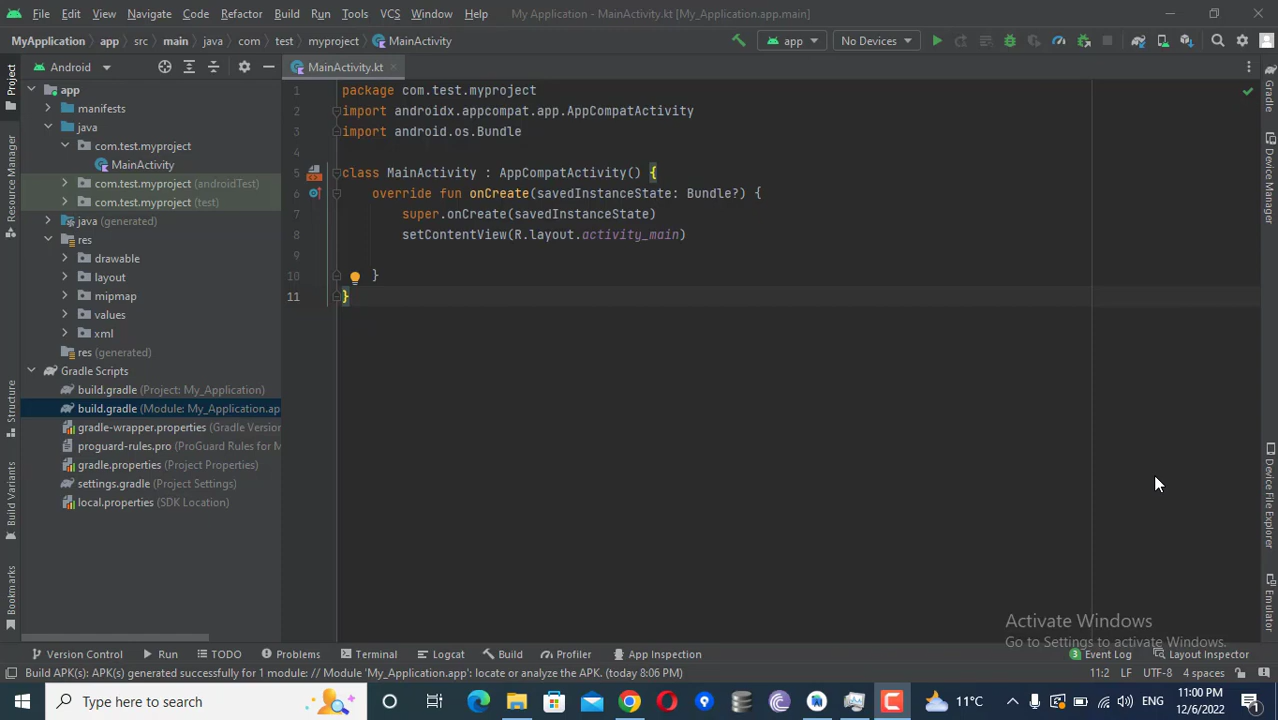 File Edit View Navigate Code Refactor Build Run Tools VCS Window Help My Application - MainActivity.kt [My_Application.app.main]
MyApplication app src main java com test myproject MainActivity app No Devices
Project Android MainActivity.kt Gradle
app
manifests
java
com.test.myproject
MainActivity
com.test.myproject (androidTest)
com.test.myproject (test)
java (generated)
res
drawable
layout
mipmap
values
xml
res (generated)
Gradle Scripts
build.gradle (Project: My_Application)
build.gradle (Module: My_Application.ap
gradle-wrapper.properties (Gradle Version
proguard-rules.pro (ProGuard Rules for M
gradle.properties (Project Properties)
settings.gradle (Project Settings)
local.properties (SDK Location)
Resource Manager
Structure
Build Variants
Bookmarks
1 package com.test.myproject
2 import androidx.appcompat.app.AppCompatActivity
3 import android.os.Bundle
4
5 class MainActivity : AppCompatActivity() {
6 override fun onCreate(savedInstanceState: Bundle?) {
7 super.onCreate(savedInstanceState)
8 setContentView(R.layout.activity_main)
9
10 }
11 }
Device Manager
Device File Explorer
Emulator
Activate Windows
Go to Settings to activate Windows.
Version Control Run TODO Problems Terminal Logcat Build Profiler App Inspection 3 Event Log Layout Inspector
Build APK(s): APK(s) generated successfully for 1 module: // Module 'My_Application.app': locate or analyze the APK. (today 8:06 PM) 11:2 LF UTF-8 4 spaces
Type here to search 11°C ENG 11:00 PM
12/6/2022 1